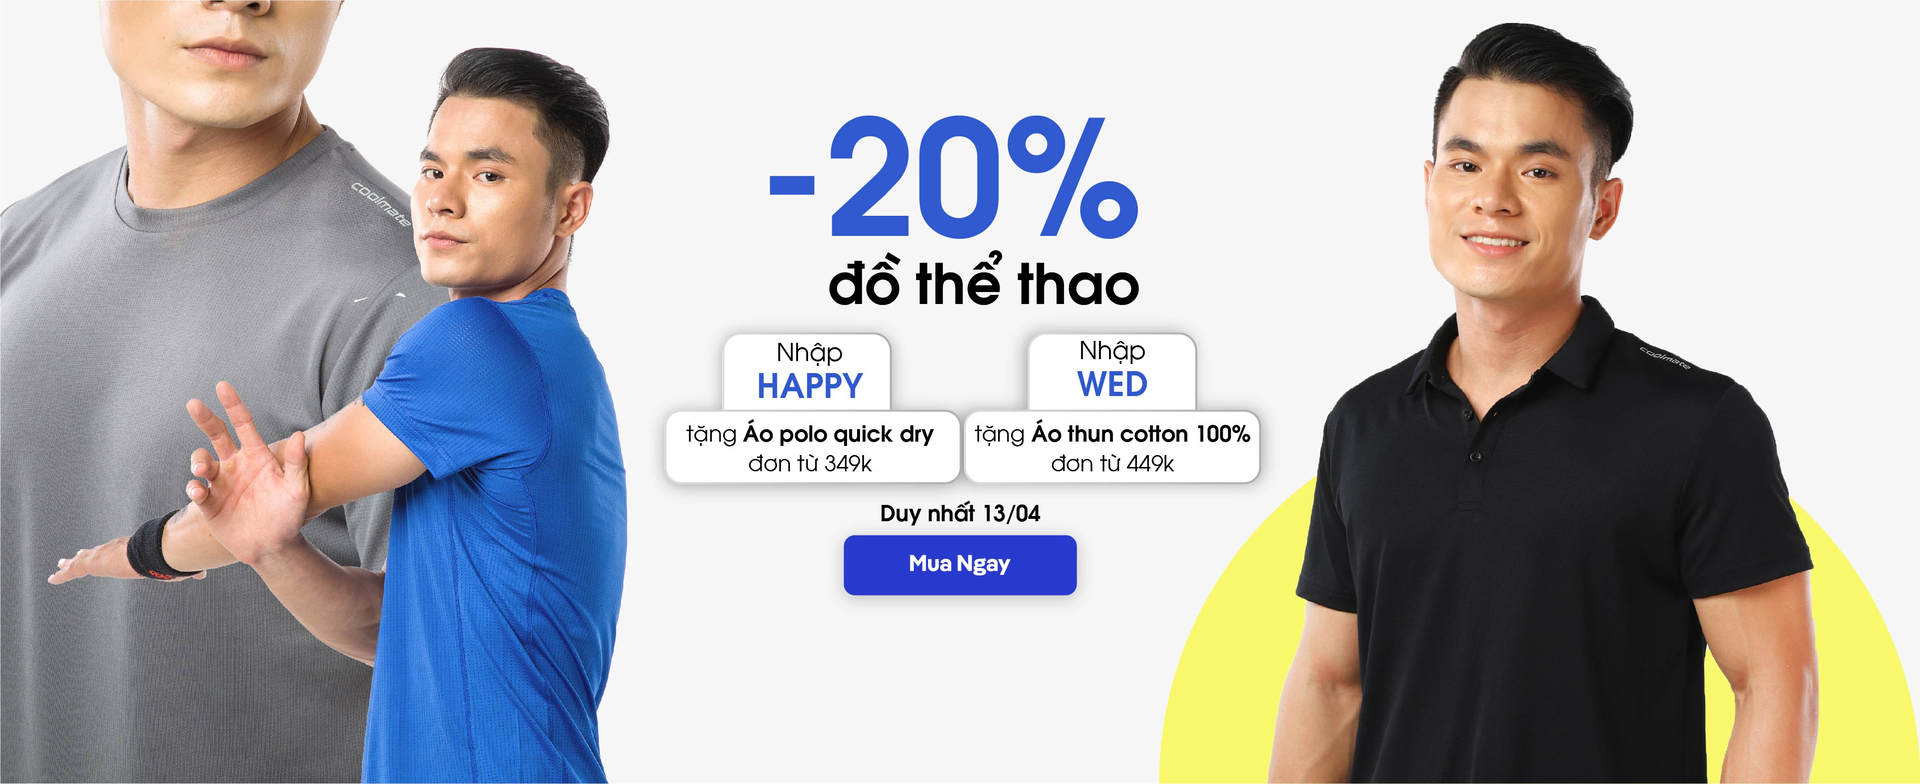 coolmate
-20%
đồ thể thao
Nhập
HAPPY
tặng Áo polo quick dry
đơn từ 349k
Nhập
WED
tặng Áo thun cotton 100%
đơn từ 449k
Duy nhất 13/04
Mua Ngay
coolmate